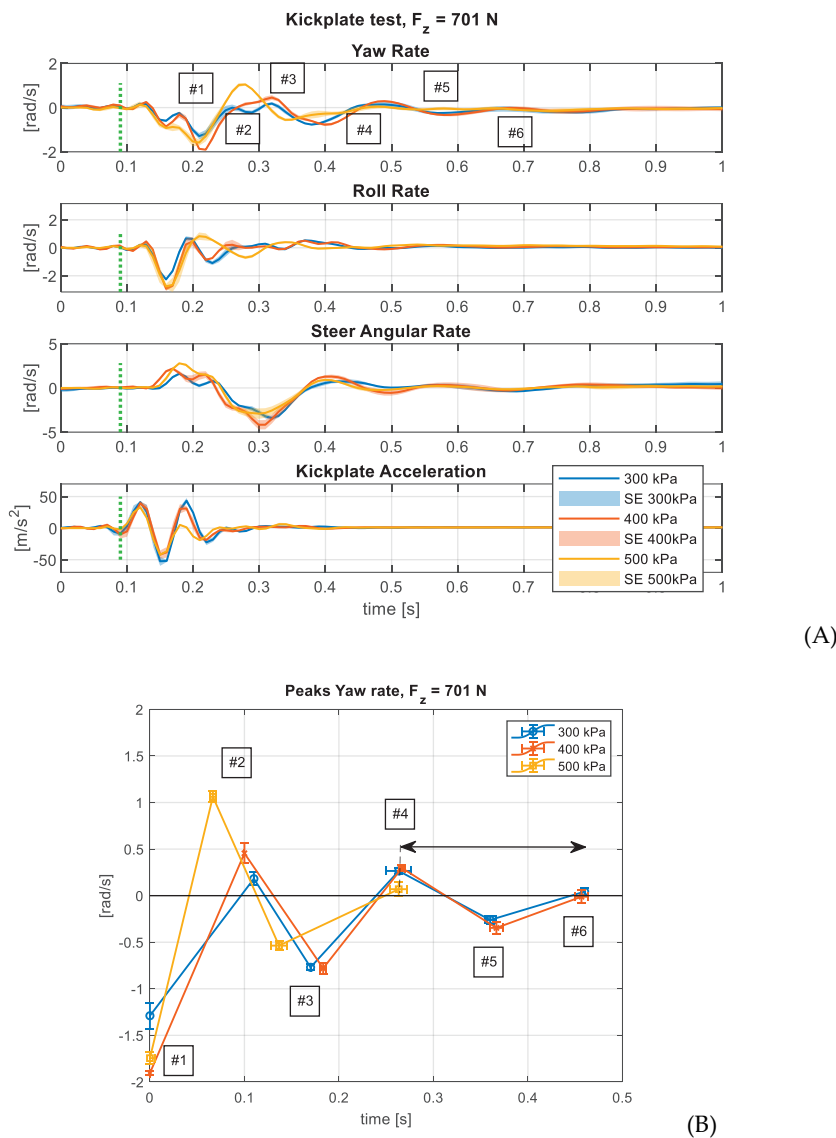 Kickplate test, F_z = 701 N
Yaw Rate
[rad/s]
2
0
-2
#1
#2
#3
#4
#5
#6
0 0.1 0.2 0.3 0.4 0.5 0.6 0.7 0.8 0.9 1
Roll Rate
[rad/s]
2
0
-2
0 0.1 0.2 0.3 0.4 0.5 0.6 0.7 0.8 0.9 1
Steer Angular Rate
[rad/s]
5
0
-5
0 0.1 0.2 0.3 0.4 0.5 0.6 0.7 0.8 0.9 1
Kickplate Acceleration
[m/s²]
50
0
-50
300 kPa
SE 300kPa
400 kPa
SE 400kPa
500 kPa
SE 500kPa
0 0.1 0.2 0.3 0.4 0.5 0.6 0.7 0.8 0.9 1
time [s]
(A)
Peaks Yaw rate, F_z = 701 N
[rad/s]
2
1.5
1
0.5
0
-0.5
-1
-1.5
-2
300 kPa
400 kPa
500 kPa
#1
#2
#3
#4
#5
#6
0 0.1 0.2 0.3 0.4 0.5
time [s]
(B)